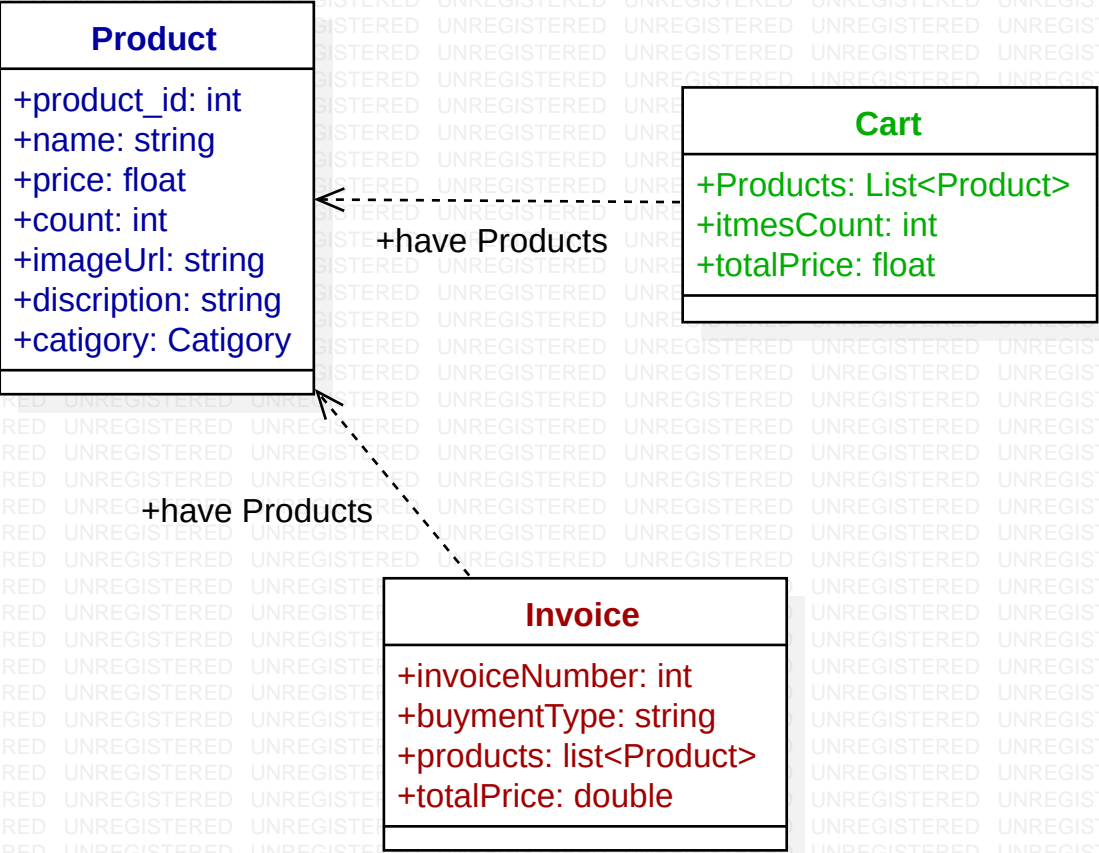 Product
+product_id: int
+name: string
+price: float
+count: int
+imageUrl: string
+discription: string
+catigory: Catigory
Cart
+Products: List<Product>
+itmesCount: int
+totalPrice: float
+have Products
+have Products
Invoice
+invoiceNumber: int
+buymentType: string
+products: list<Product>
+totalPrice: double
UNREGISTERED